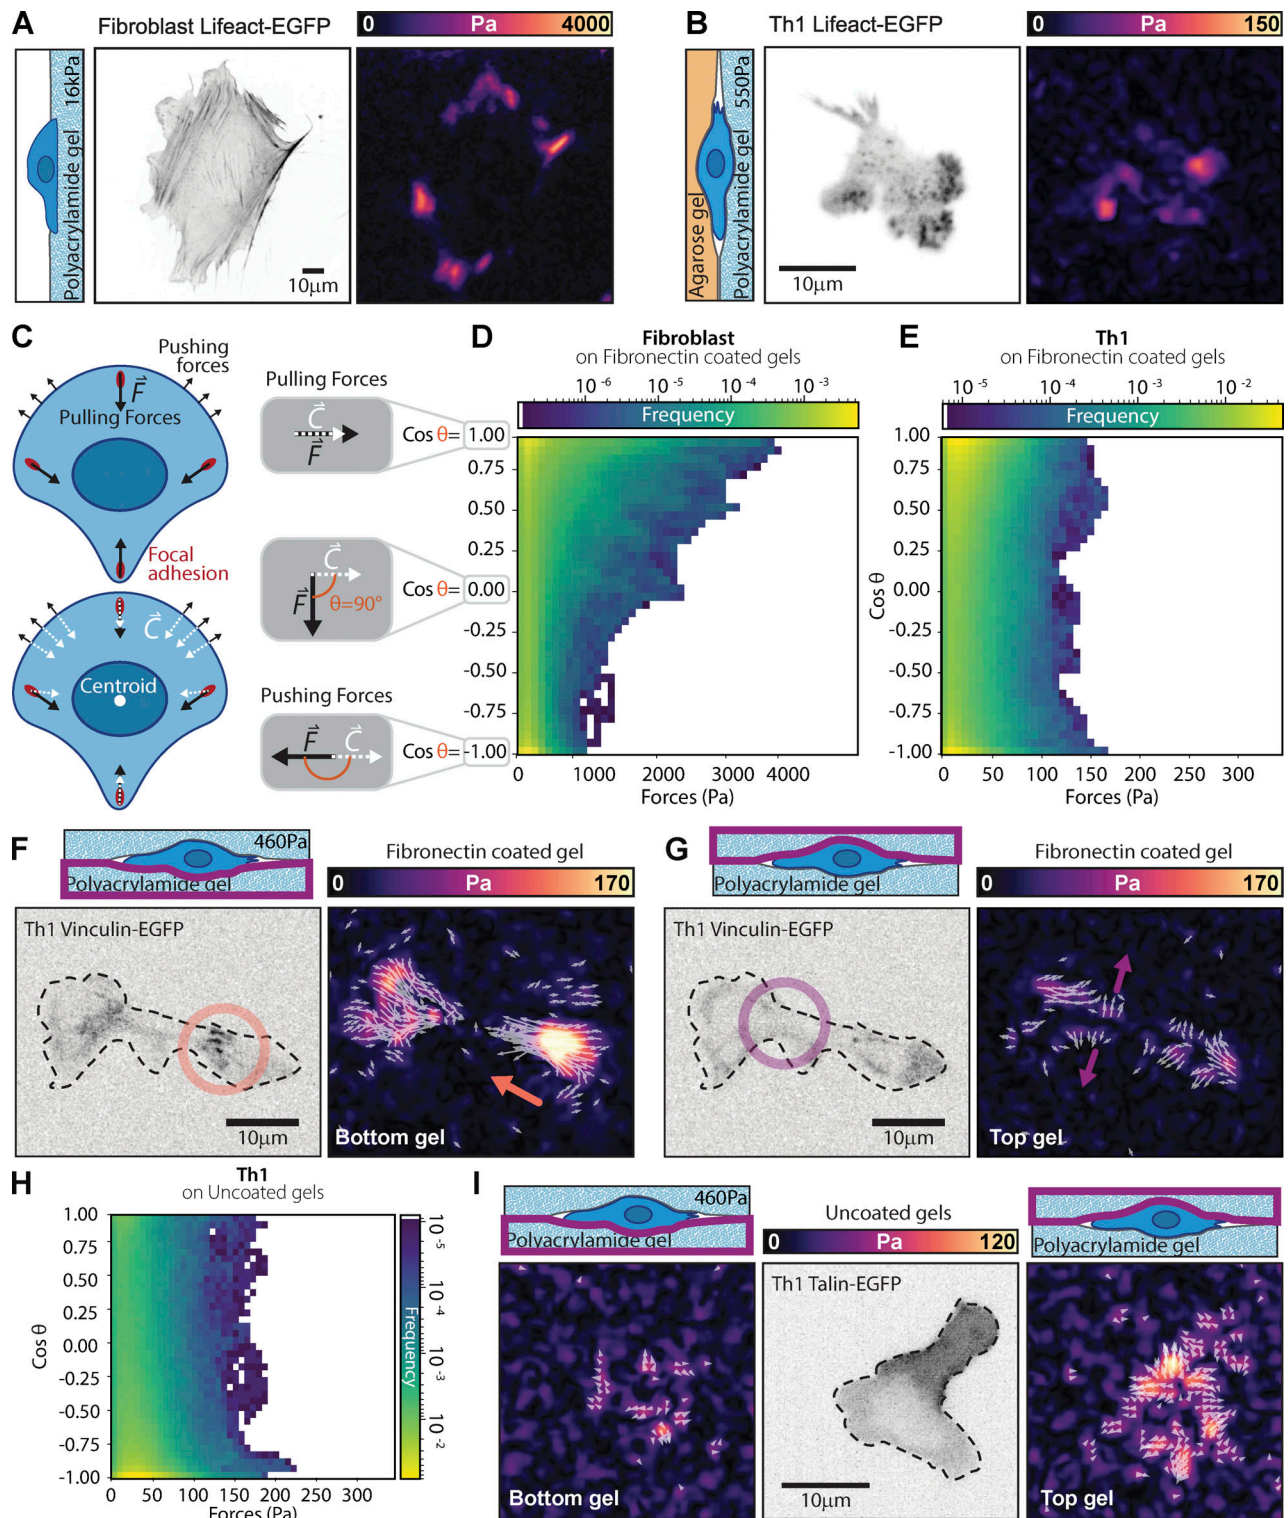 A
Fibroblast Lifeact-EGFP
0 Pa 4000
16kPa
Polyacrylamide gel
10μm
B
Th1 Lifeact-EGFP
0 Pa 150
Agarose gel
550Pa
Polyacrylamide gel
10μm
C
Pushing
forces
F
Pulling Forces
Focal
adhesion
C
Centroid
Pulling Forces
C
F
Cos θ= 1.00
C
F
θ=90°
Cos θ= 0.00
Pushing Forces
F C
Cos θ= -1.00
D
Fibroblast
on Fibronectin coated gels
10-6 10-5 10-4 10-3
Frequency
1.00
0.75
0.50
0.25
0.00
-0.25
-0.50
-0.75
-1.00
0 1000 2000 3000 4000
Forces (Pa)
E
Th1
on Fibronectin coated gels
10-5 10-4 10-3 10-2
Frequency
Cos θ
1.00
0.75
0.50
0.25
0.00
-0.25
-0.50
-0.75
-1.00
0 50 100 150 200 300
Forces (Pa)
F
460Pa
Polyacrylamide gel
Fibronectin coated gel
0 Pa 170
Th1 Vinculin-EGFP
10μm
Bottom gel
G
Polyacrylamide gel
Fibronectin coated gel
0 Pa 170
Th1 Vinculin-EGFP
10μm
Top gel
H
Th1
on Uncoated gels
Cos θ
1.00
0.75
0.50
0.25
0.00
-0.25
-0.50
-0.75
-1.00
0 50 100 150 200 300
Forces (Pa)
10-5
10-4
10-3
10-2
Frequency
I
460Pa
Polyacrylamide gel
Uncoated gels
0 Pa 120
Polyacrylamide gel
Bottom gel
Th1 Talin-EGFP
10μm
Top gel